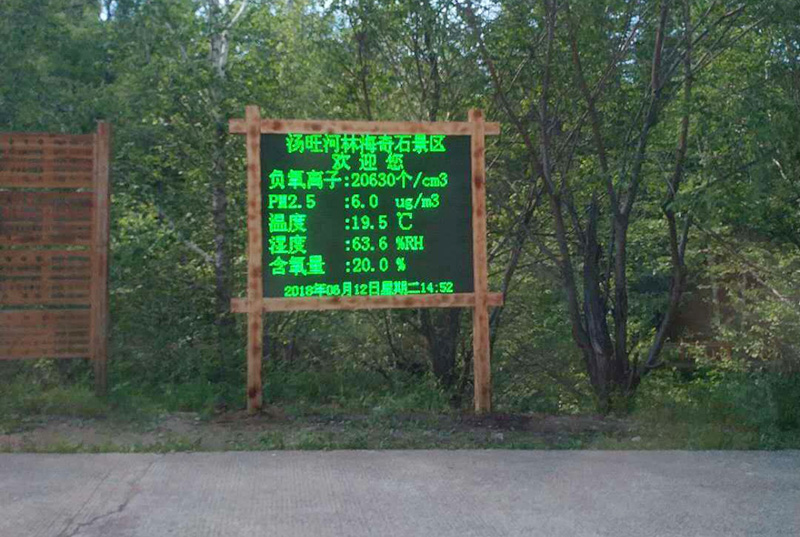 汤旺河林海奇石景区
欢迎您
负氧离子:20630个/cm3
PM2.5 :6.0 ug/m3
温度 :19.5 ℃
湿度 :63.6 %RH
含氧量 :20.0 %
2018年06月12日星期二14:52